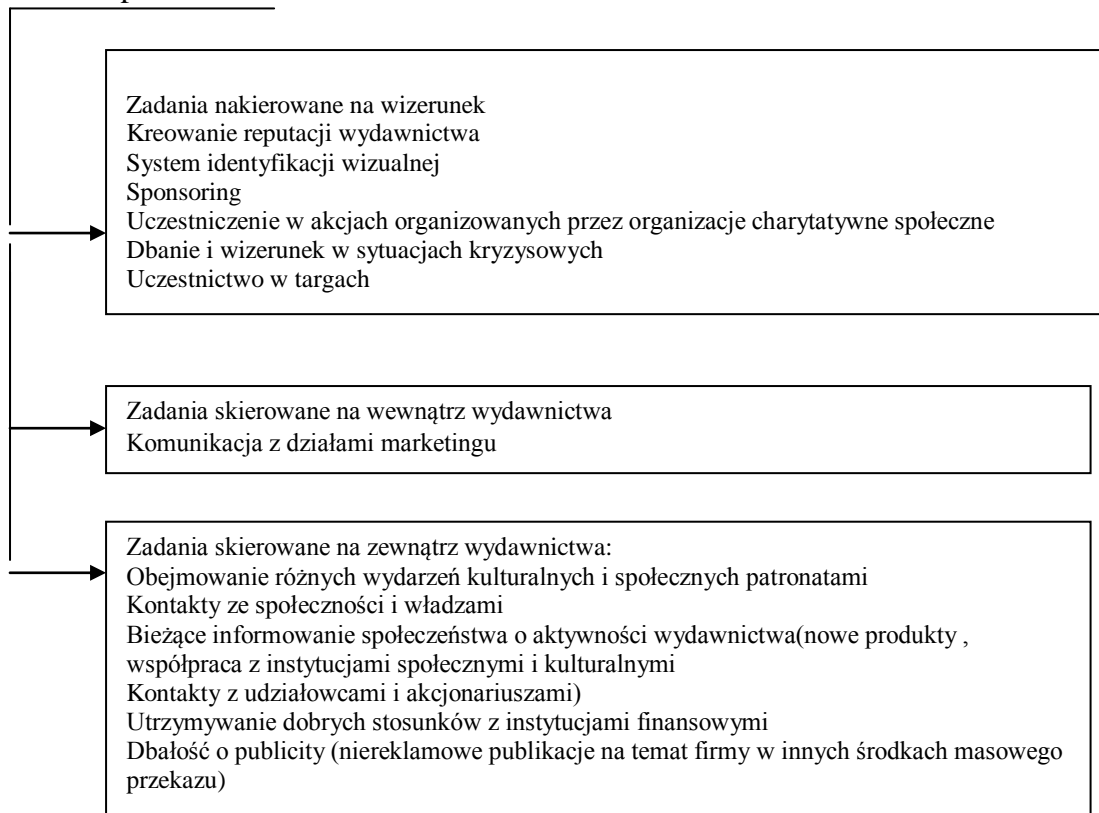 Zadania nakierowane na wizerunek
Kreowanie reputacji wydawnictwa
System identyfikacji wizualnej
Sponsoring
Uczestniczenie w akcjach organizowanych przez organizacje charytatywne społeczne
Dbanie i wizerunek w sytuacjach kryzysowych
Uczestnictwo w targach
Zadania skierowane na wewnątrz wydawnictwa
Komunikacja z działami marketingu
Zadania skierowane na zewnątrz wydawnictwa:
Obejmowanie różnych wydarzeń kulturalnych i społecznych patronatami
Kontakty ze społeczności i władzami
Bieżące informowanie społeczeństwa o aktywności wydawnictwa(nowe produkty ,
współpraca z instytucjami społecznymi i kulturalnymi
Kontakty z udziałowcami i akcjonariuszami)
Utrzymywanie dobrych stosunków z instytucjami finansowymi
Dbałość o publicity (niereklamowe publikacje na temat firmy w innych środkach masowego
przekazu)